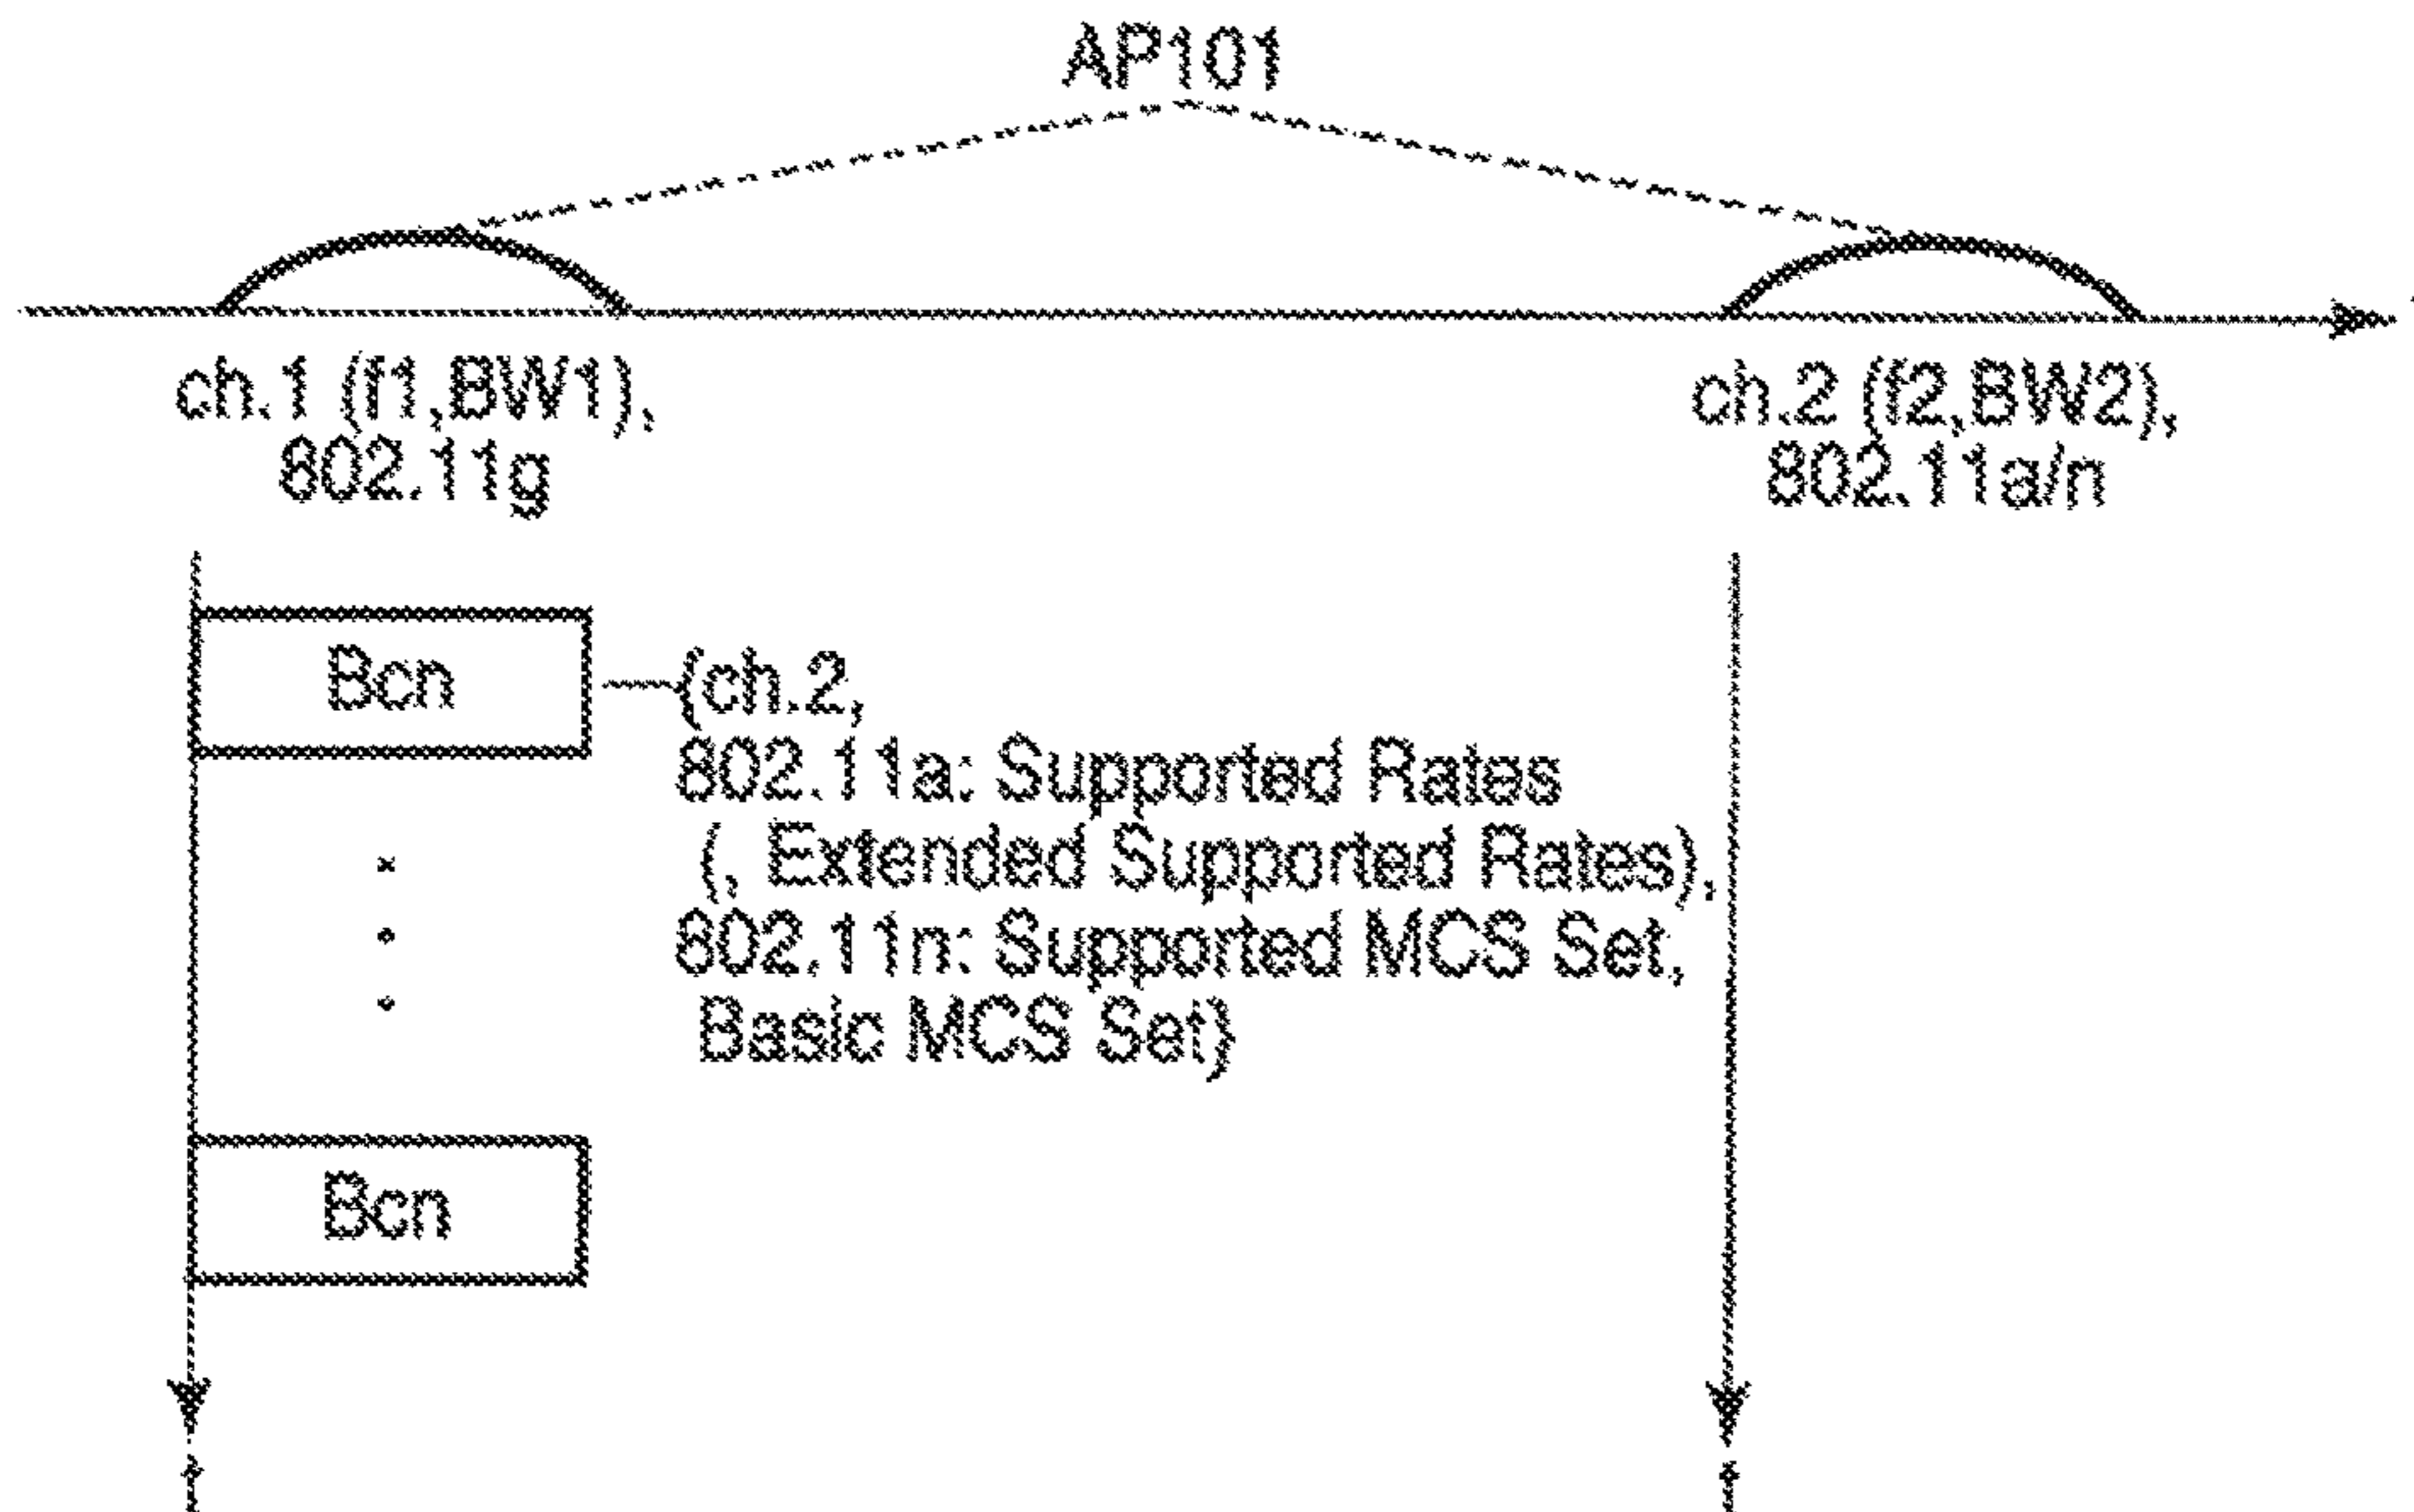 AP101
ch.1 (f1,BW1),
802.11g
ch.2 (f2,BW2),
802.11a/n
Bcn
{ch.2,
802.11a: Supported Rates
(, Extended Supported Rates),
802.11n: Supported MCS Set,
Basic MCS Set}
Bcn